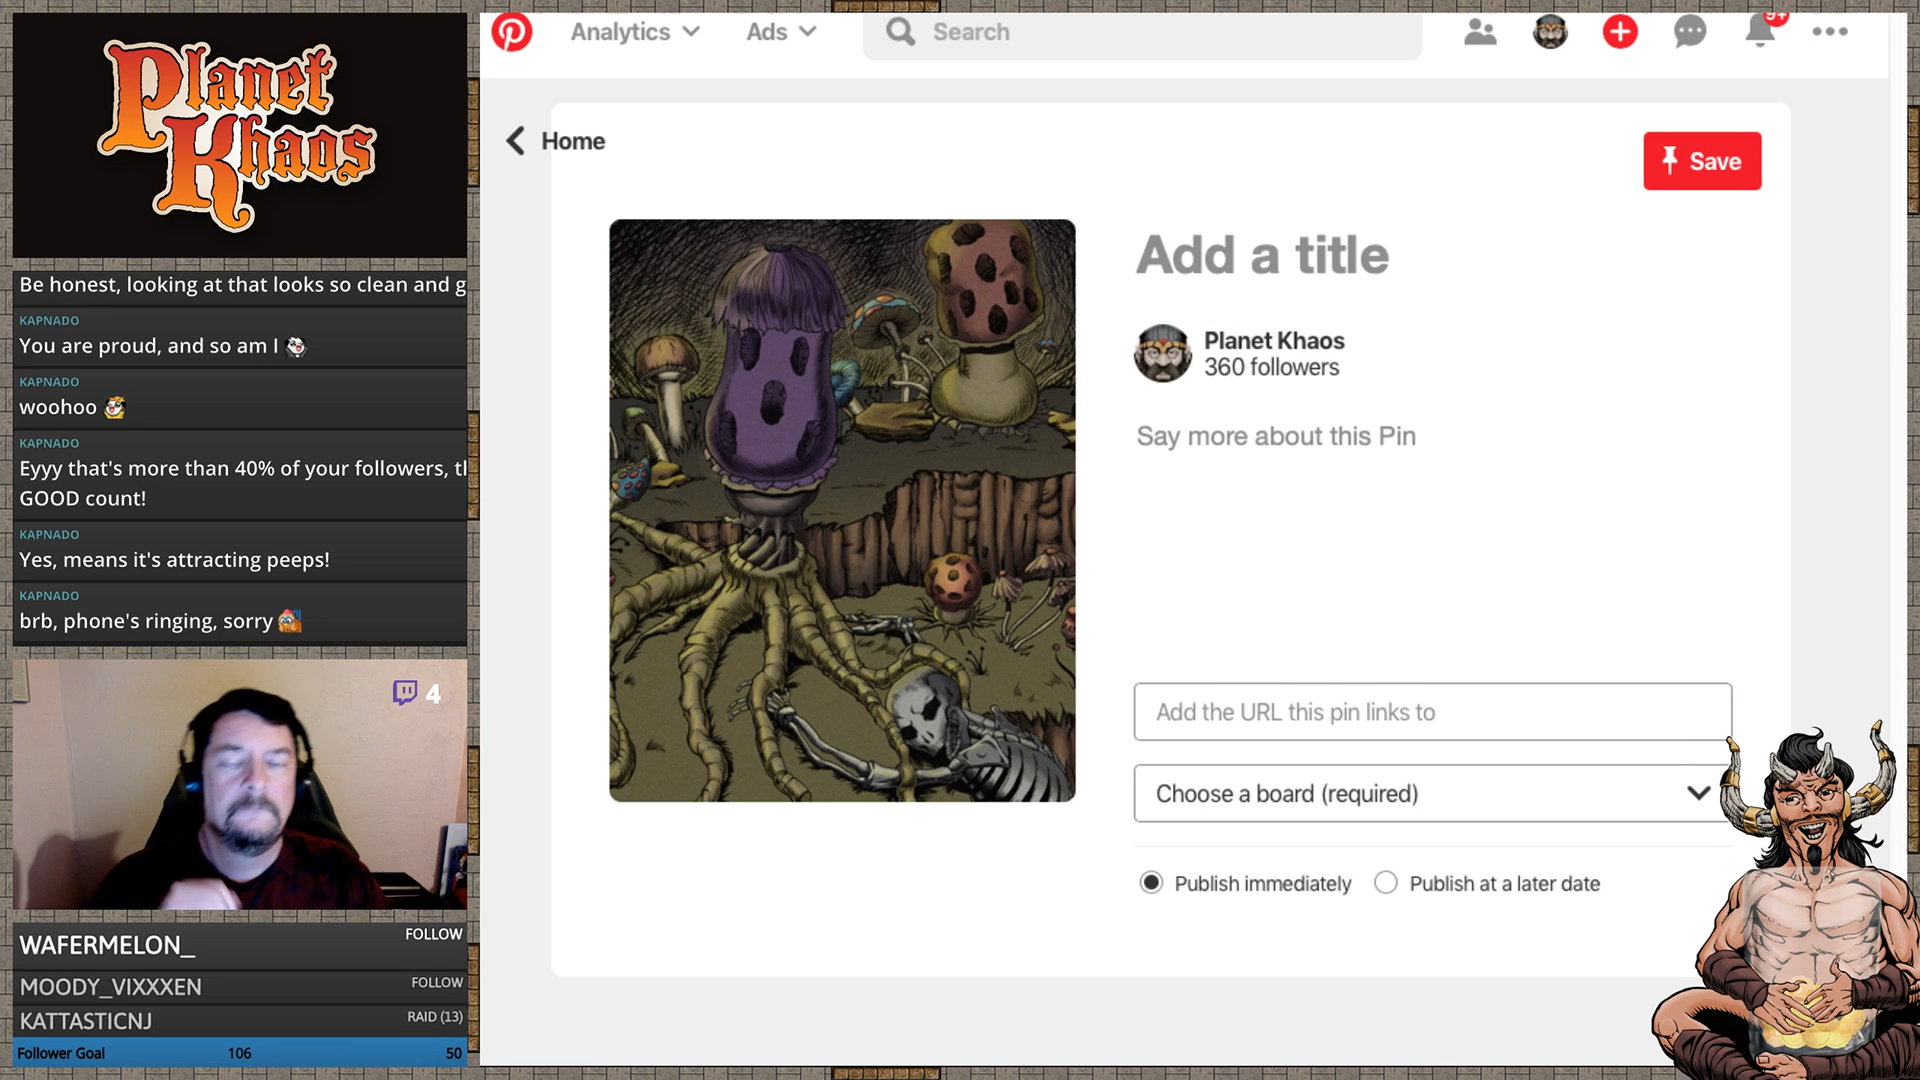 Planet
Khaos
Be honest, looking at that looks so clean and g
KAPNADO
You are proud, and so am I
KAPNADO
woohoo
KAPNADO
Eyyy that's more than 40% of your followers, tl
GOOD count!
KAPNADO
Yes, means it's attracting peeps!
KAPNADO
brb, phone's ringing, sorry
4
WAFERMELON_ FOLLOW
MOODY_VIXXXEN FOLLOW
KATTASTICNJ RAID (13)
Follower Goal 106 50
Analytics Ads Search 9+
Home
Save
Add a title
Planet Khaos
360 followers
Say more about this Pin
Add the URL this pin links to
Choose a board (required)
Publish immediately Publish at a later date